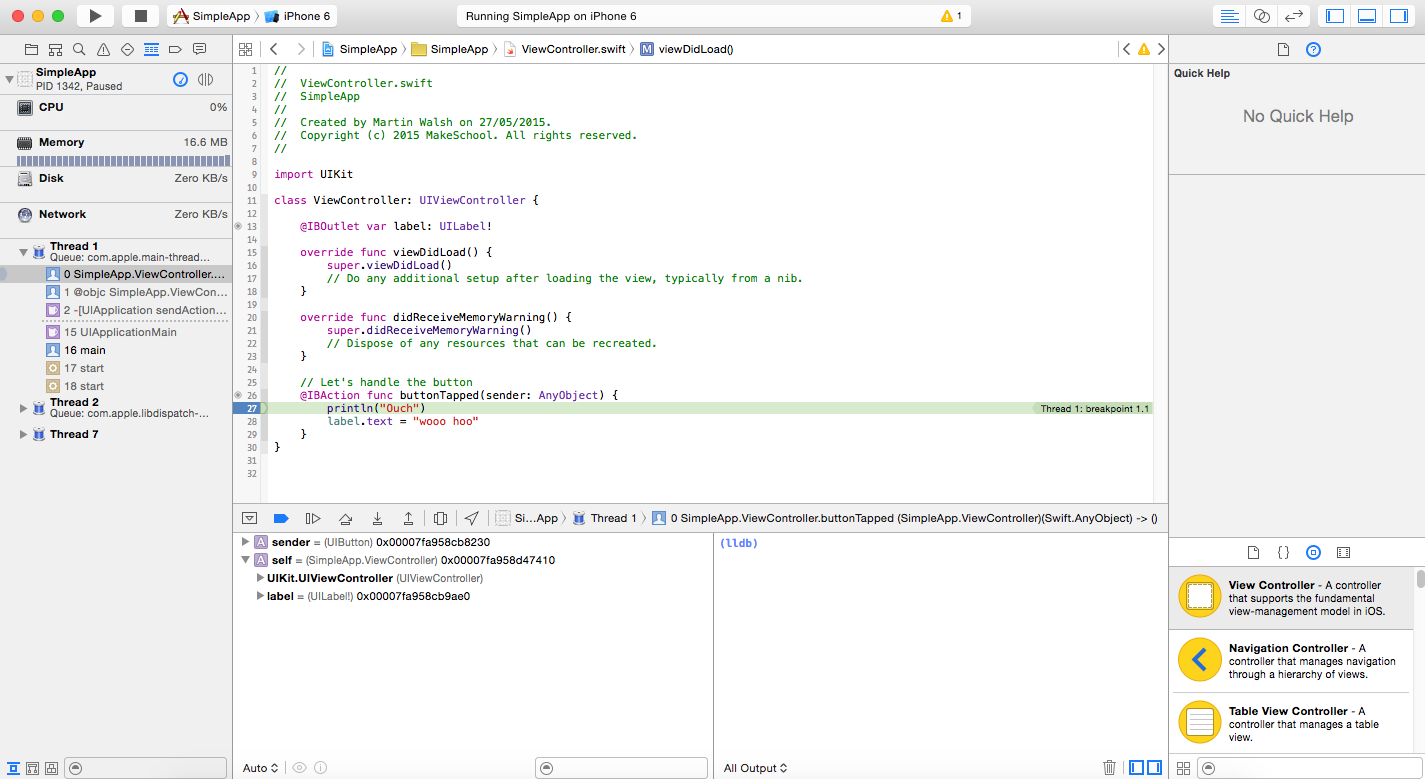 SimpleApp iPhone 6
Running SimpleApp on iPhone 6
1
SimpleApp
PID 1342, Paused
CPU 0%
Memory 16.6 MB
Disk Zero KB/s
Network Zero KB/s
Thread 1
Queue: com.apple.main-thread...
0 SimpleApp.ViewController....
1 @objc SimpleApp.ViewCon...
2 -[UIApplication sendAction...
15 UIApplicationMain
16 main
17 start
18 start
Thread 2
Queue: com.apple.libdispatch-...
Thread 7
SimpleApp SimpleApp ViewController.swift M viewDidLoad()
1 //
2 // ViewController.swift
3 // SimpleApp
4 //
5 // Created by Martin Walsh on 27/05/2015.
6 // Copyright (c) 2015 MakeSchool. All rights reserved.
7 //
8
9 import UIKit
10
11 class ViewController: UIViewController {
12
13 @IBOutlet var label: UILabel!
14
15 override func viewDidLoad() {
16 super.viewDidLoad()
17 // Do any additional setup after loading the view, typically from a nib.
18 }
19
20 override func didReceiveMemoryWarning() {
21 super.didReceiveMemoryWarning()
22 // Dispose of any resources that can be recreated.
23 }
24
25 // Let's handle the button
26 @IBAction func buttonTapped(sender: AnyObject) {
27 println("Ouch") Thread 1: breakpoint 1.1
28 label.text = "wooo hoo"
29 }
30 }
31
32
Si...App Thread 1 0 SimpleApp.ViewController.buttonTapped (SimpleApp.ViewController)(Swift.AnyObject) -> ()
A sender = (UIButton) 0x00007fa958cb8230
A self = (SimpleApp.ViewController) 0x00007fa958d47410
UIKit.UIViewController (UIViewController)
label = (UILabel!) 0x00007fa958cb9ae0
Auto
(lldb)
All Output
Quick Help
No Quick Help
{}
View Controller - A controller
that supports the fundamental
view-management model in iOS.
Navigation Controller - A
controller that manages navigation
through a hierarchy of views.
Table View Controller - A
controller that manages a table
view.